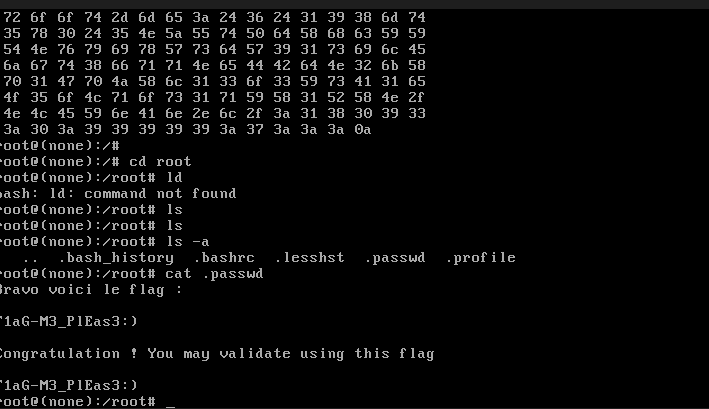 72 6f 6f 74 2d 6d 65 3a 24 36 24 31 39 38 6d 74
35 78 30 24 35 4e 5a 55 74 50 64 58 68 63 59 59
54 4e 76 79 69 78 57 73 64 57 39 31 73 69 6c 45
6a 67 74 38 66 71 71 4e 65 44 42 64 4e 32 6b 58
70 31 47 70 4a 58 6c 31 33 6f 33 59 73 41 31 65
4f 35 6f 4c 71 6f 73 31 71 59 58 31 52 58 4e 2f
4e 4c 45 59 6e 41 6e 2e 6c 2f 3a 31 38 30 39 33
3a 30 3a 39 39 39 39 39 3a 37 3a 3a 3a 0a
root@(none):/#
root@(none):/# cd root
root@(none):/root# ld
bash: ld: command not found
root@(none):/root# ls
root@(none):/root# ls
root@(none):/root# ls -a
.. .bash_history .bashrc .lesshst .passwd .profile
root@(none):/root# cat .passwd
Bravo voici le flag :
F1aG-M3_PlEas3:)
Congratulation ! You may validate using this flag
F1aG-M3_PlEas3:)
root@(none):/root# _